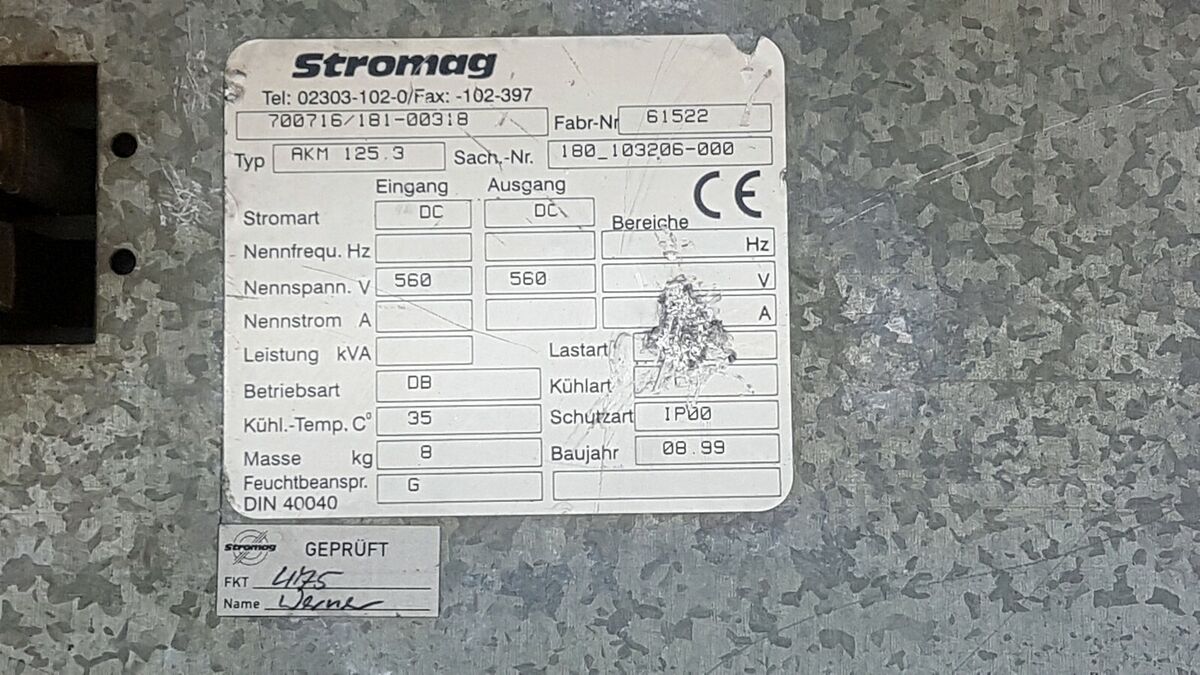 Stromag
Tel: 02303-102-0/Fax: -102-397
700716/181-00318 Fabr-Nr 61522
Typ AKM 125.3 Sach.-Nr. 180_103206-000
Eingang Ausgang
CE
Stromart DC DC Bereiche
Nennfrequ. Hz Hz
Nennspann. V 560 560 V
Nennstrom A A
Leistung kVA Lastart
Betriebsart DB Kühlart
Kühl.-Temp. C° 35 Schutzart IP00
Masse kg 8 Baujahr 08.99
Feuchtbeanspr. G
DIN 40040
Stromag GEPRÜFT
FKT 4175
Name Werner